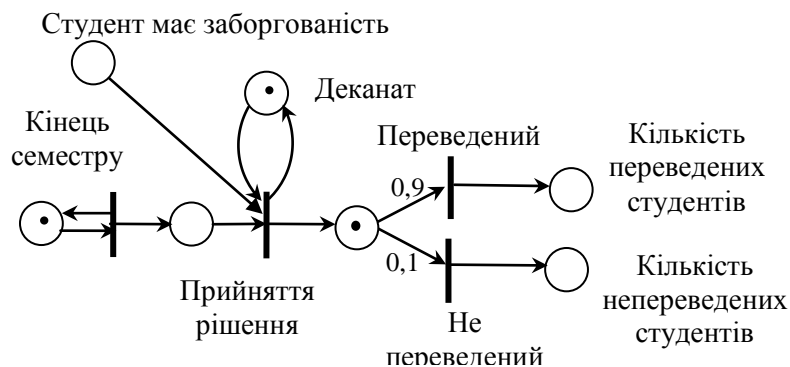 Студент має заборгованість
Деканат
Кінець
семестру
Переведений
Кількість
переведених
студентів
0,9
0,1
Прийняття
рішення
Не
переведений
Кількість
непереведених
студентів